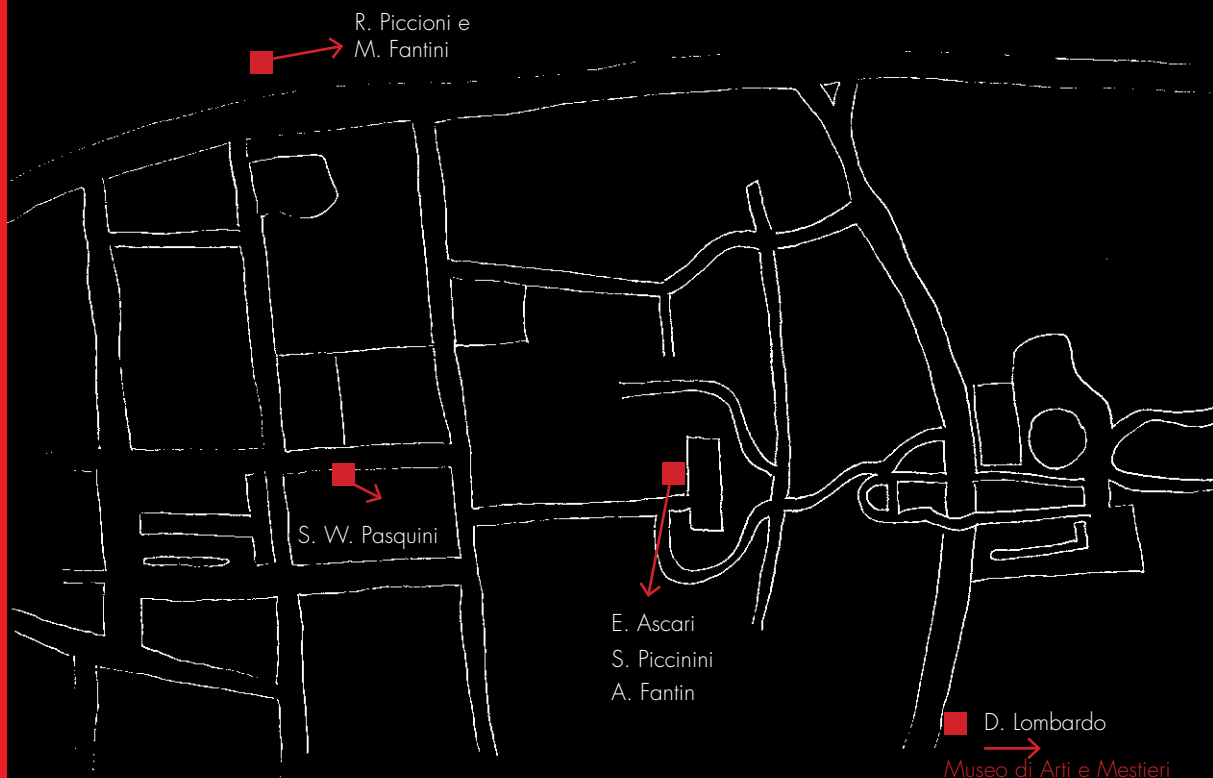 R. Piccioni e
M. Fantini
S. W. Pasquini
E. Ascari
S. Piccinini
A. Fantin
D. Lombardo
Museo di Arti e Mestieri